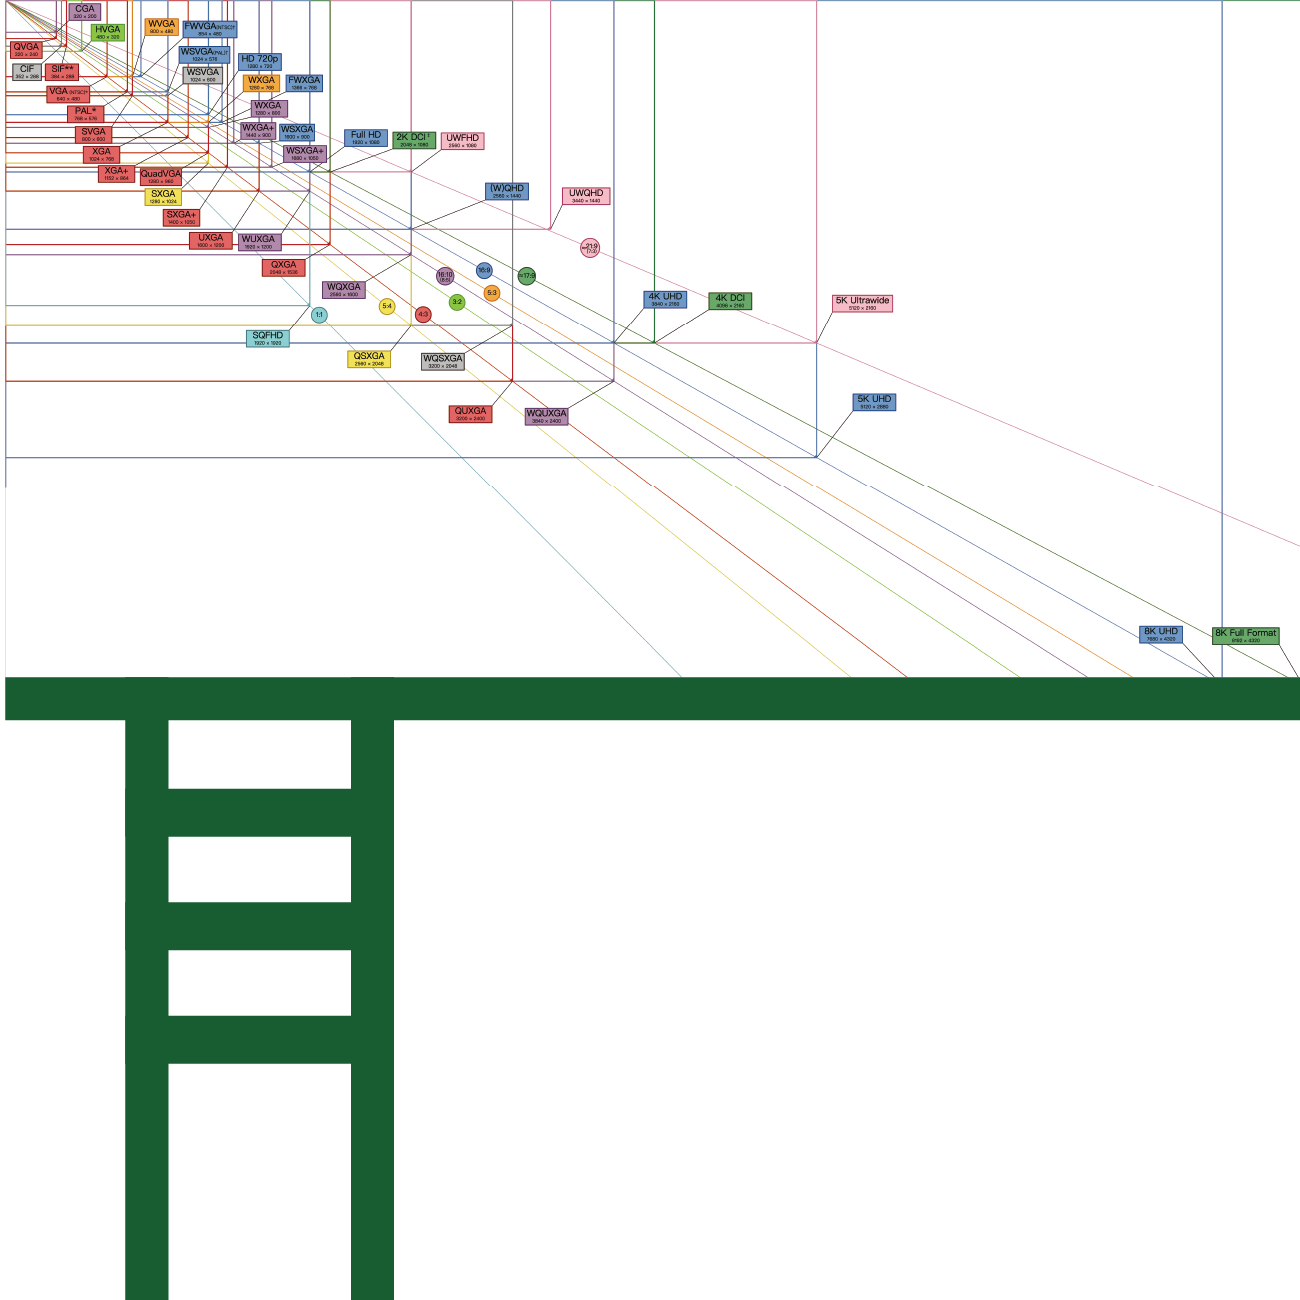 CGA
320 × 200
HVGA
480 × 320
WVGA
800 × 480
FWVGA(NTSC)†
854 × 480
QVGA
320 × 240
WSVGA(PAL)†
1024 × 576
HD 720p
1280 × 720
CIF
352 × 288
SIF**
384 × 288
WSVGA
1024 × 600
WXGA
1280 × 768
FWXGA
1366 × 768
VGA (NTSC)*
640 × 480
WXGA
1280 × 800
PAL*
768 × 576
SVGA
800 × 600
WXGA+
1440 × 900
WSXGA
1600 × 900
Full HD
1920 × 1080
2K DCI ‡
2048 × 1080
UWFHD
2560 × 1080
XGA
1024 × 768
WSXGA+
1680 × 1050
XGA+
1152 × 864
QuadVGA
1280 × 960
SXGA
1280 × 1024
(W)QHD
2560 × 1440
UWQHD
3440 × 1440
SXGA+
1400 × 1050
UXGA
1600 × 1200
WUXGA
1920 × 1200
≈21:9
(7:3)
QXGA
2048 × 1536
16:10
(8:5)
16:9
≈17:9
WQXGA
2560 × 1600
5:3
3:2
5:4
4:3
1:1
4K UHD
3840 × 2160
4K DCI
4096 × 2160
5K Ultrawide
5120 × 2160
SQFHD
1920 × 1920
QSXGA
2560 × 2048
WQSXGA
3200 × 2048
QUXGA
3200 × 2400
WQUXGA
3840 × 2400
5K UHD
5120 × 2880
8K UHD
7680 × 4320
8K Full Format
8192 × 4320